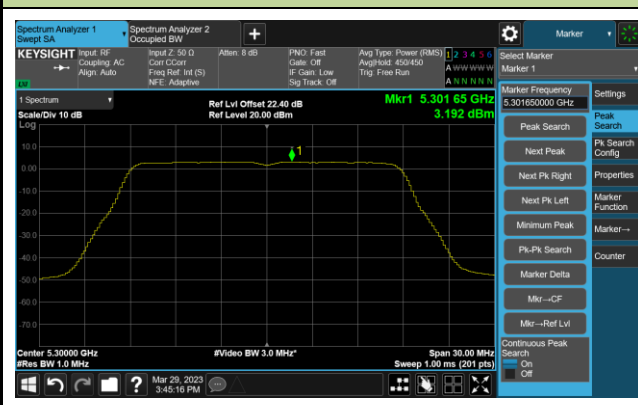 Spectrum Analyzer 1
Swept SA
Spectrum Analyzer 2
Occupied BW
+
Marker
KEYSIGHT
Input: RF
Coupling: AC
Align: Auto
Input Z: 50 Ω
Corr CCorr
Freq Ref: Int (S)
NFE: Adaptive
Atten: 8 dB
PNO: Fast
Gate: Off
IF Gain: Low
Sig Track: Off
Avg Type: Power (RMS)
Avg|Hold: 450/450
Trig: Free Run
1 2 3 4 5 6
A W W W W W
A N N N N N
LW
Select Marker
Marker 1
1 Spectrum
Scale/Div 10 dB
Log
Ref Lvl Offset 22.40 dB
Ref Level 20.00 dBm
Mkr1 5.301 65 GHz
3.192 dBm
10.0
0.00
-10.0
-20.0
-30.0
-40.0
-50.0
-60.0
-70.0
1
Center 5.30000 GHz
#Res BW 1.0 MHz
#Video BW 3.0 MHz*
Span 30.00 MHz
Sweep 1.00 ms (201 pts)
Marker Frequency
5.301650000 GHz
Peak Search
Next Peak
Next Pk Right
Next Pk Left
Minimum Peak
Pk-Pk Search
Marker Delta
Mkr→CF
Mkr→Ref Lvl
Continuous Peak
Search
On
Off
Settings
Peak
Search
Pk Search
Config
Properties
Marker
Function
Marker→
Counter
?
Mar 29, 2023
3:45:16 PM